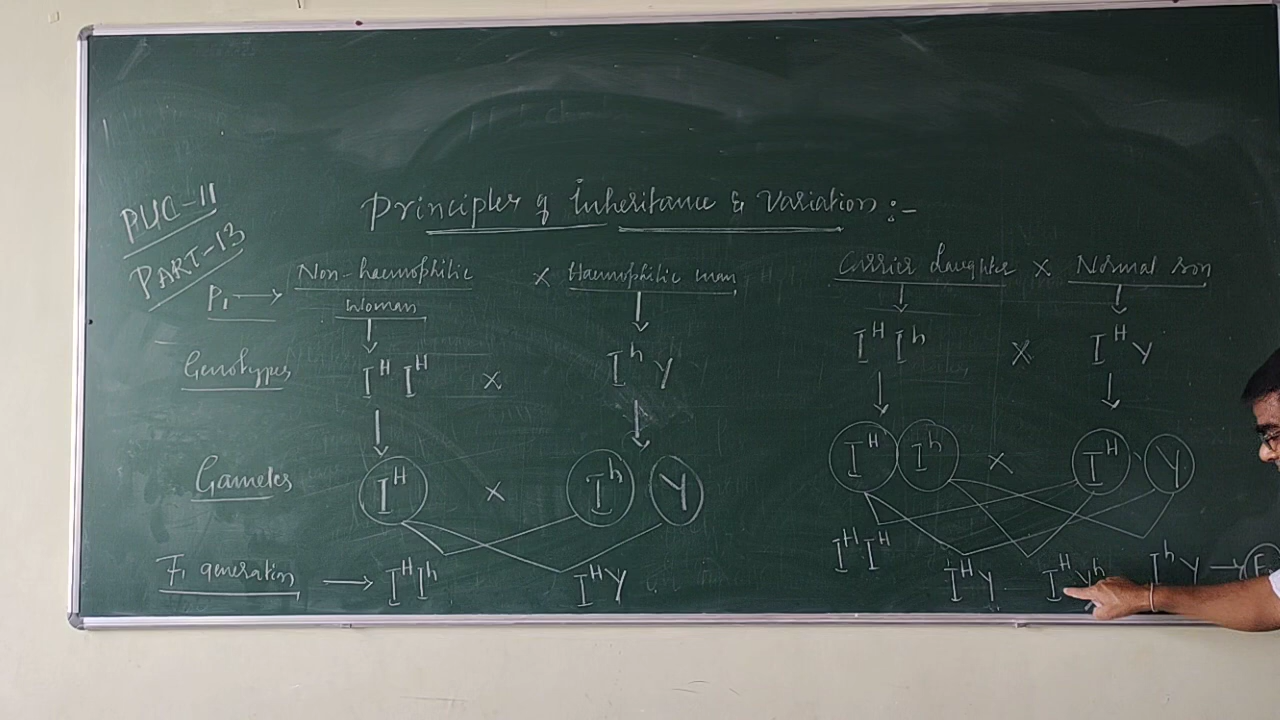 PUC-II
PART-13
Principles of Inheritance & Variation :-
P₁ → Non-haemophilic woman × Haemophilic man
Carrier daughter × Normal son
Genotypes I^H I^H × I^h Y
I^H I^h × I^H Y
Gametes I^H × I^h Y
I^H I^h × I^H Y
F₁ generation → I^H I^h I^H Y
I^H I^H I^H Y I^h Y →